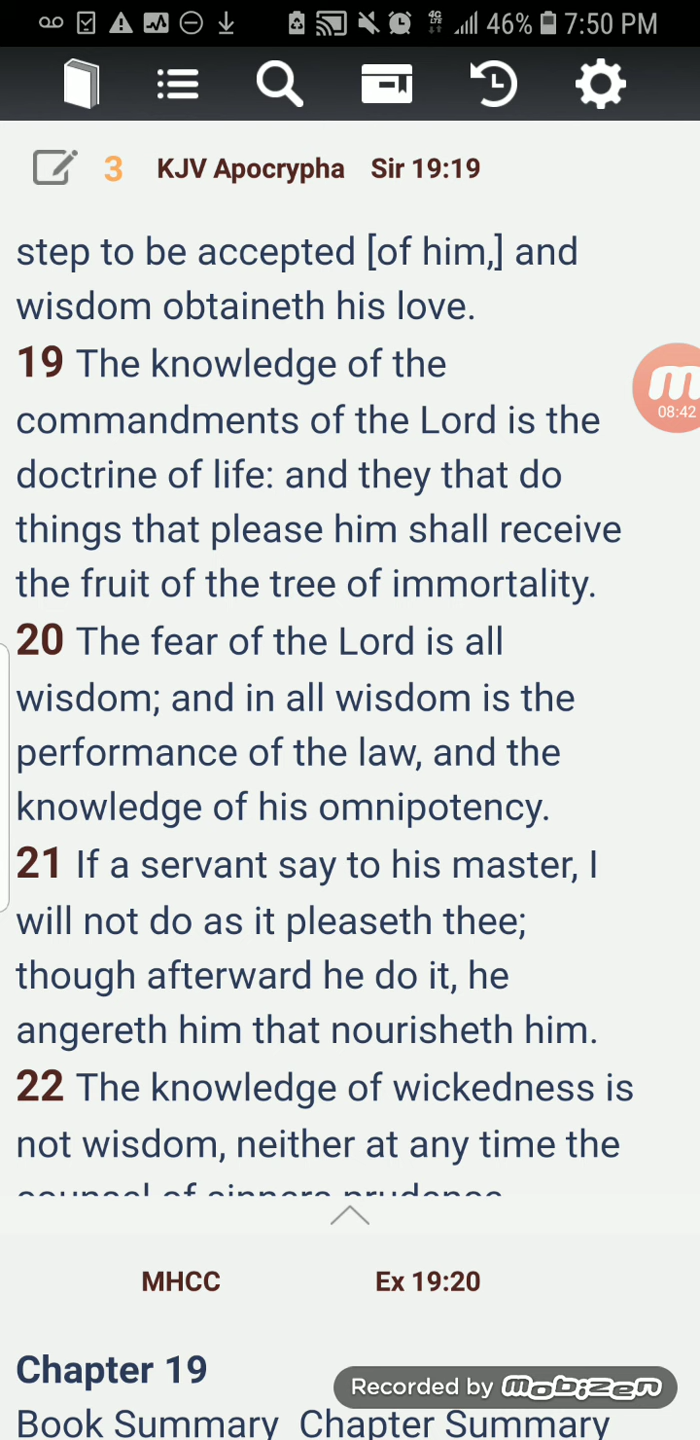 46% 7:50 PM
3 KJV Apocrypha Sir 19:19
step to be accepted [of him,] and
wisdom obtaineth his love.
19 The knowledge of the
commandments of the Lord is the
doctrine of life: and they that do
things that please him shall receive
the fruit of the tree of immortality.
20 The fear of the Lord is all
wisdom; and in all wisdom is the
performance of the law, and the
knowledge of his omnipotency.
21 If a servant say to his master, I
will not do as it pleaseth thee;
though afterward he do it, he
angereth him that nourisheth him.
22 The knowledge of wickedness is
not wisdom, neither at any time the
counsel of sinners prudence
m
08:42
MHCC Ex 19:20
Chapter 19
Recorded by mobizen
Book Summary Chapter Summary